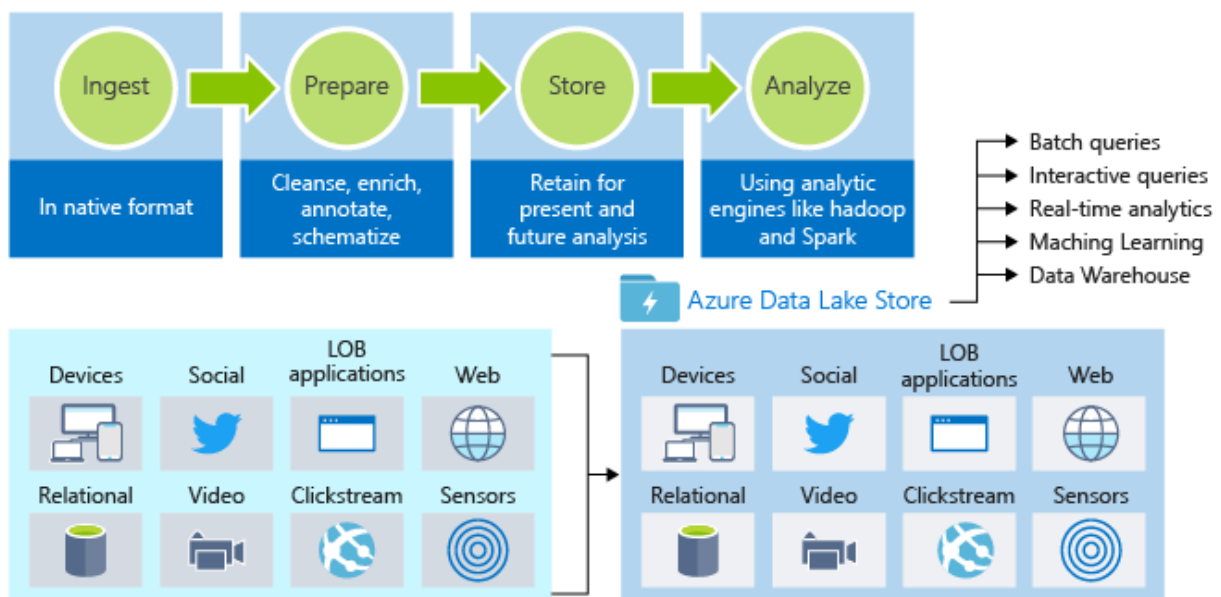 Ingest
Prepare
Store
Analyze
In native format
Cleanse, enrich,
annotate,
schematize
Retain for
present and
future analysis
Using analytic
engines like hadoop
and Spark
Batch queries
Interactive queries
Real-time analytics
Maching Learning
Data Warehouse
Azure Data Lake Store
Devices
Social
LOB
applications
Web
Relational
Video
Clickstream
Sensors
Devices
Social
LOB
applications
Web
Relational
Video
Clickstream
Sensors